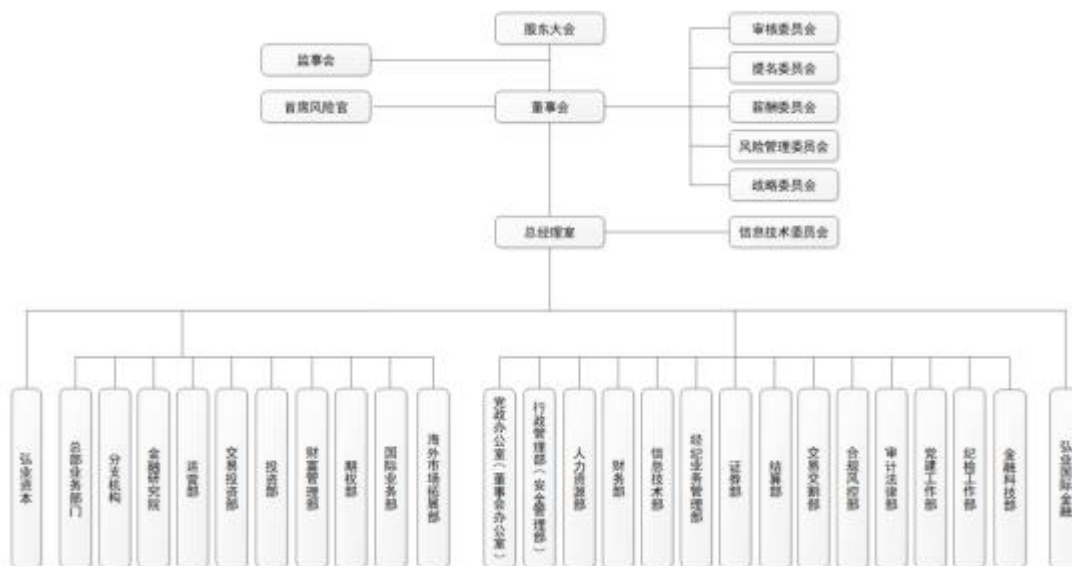 股东大会
监事会
首席风险官
董事会
审核委员会
提名委员会
薪酬委员会
风险管理委员会
战略委员会
总经理室
信息技术委员会
弘业资本
总部业务部门
分支机构
金融研究院
运营部
交易投资部
投资部
财富管理部
期权部
国际业务部
海外市场拓展部
党政办公室(董事会办公室)
行政管理部(安全管理部)
人力资源部
财务部
信息技术部
经纪业务管理部
证券部
结算部
交易交割部
合规风控部
审计法律部
党建工作部
纪检工作部
金融科技部
弘业国际金融